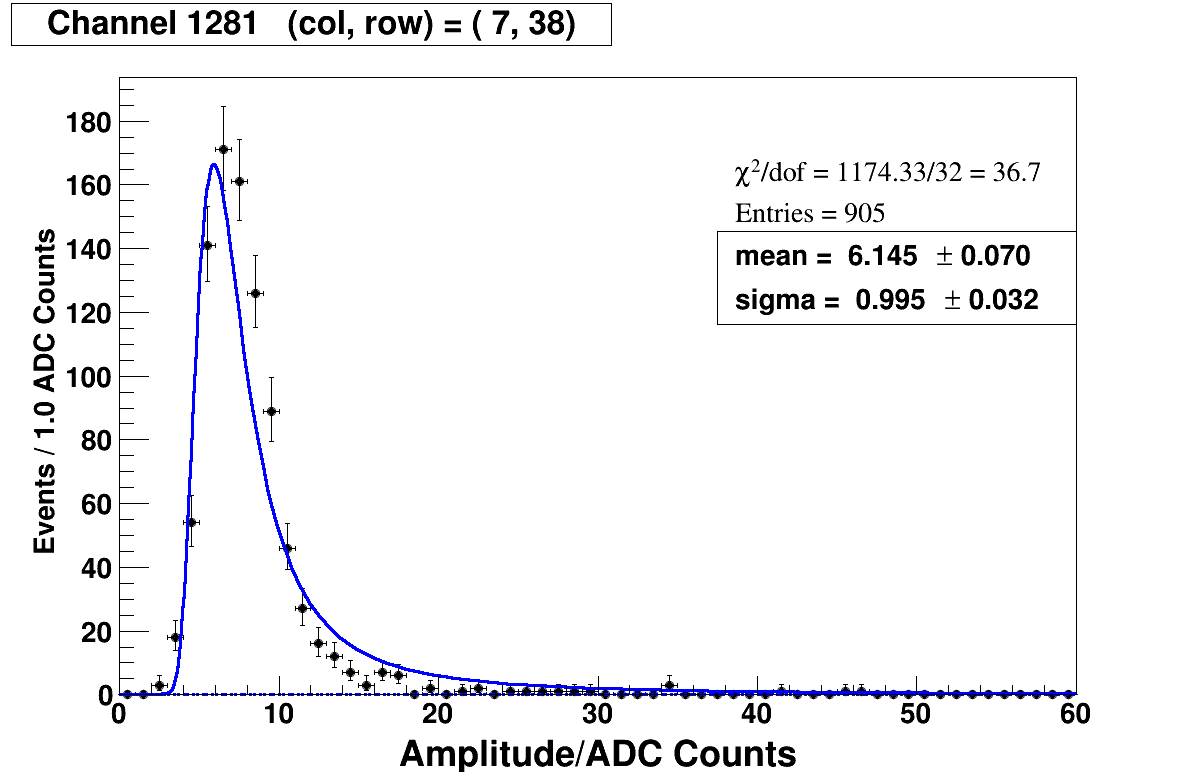 Channel 1281 (col, row) = ( 7, 38)
χ²/dof = 1174.33/32 = 36.7
Entries = 905
mean = 6.145 ± 0.070
sigma = 0.995 ± 0.032
Events / 1.0 ADC Counts
180
160
140
120
100
80
60
40
20
0
0 10 20 30 40 50 60
Amplitude/ADC Counts